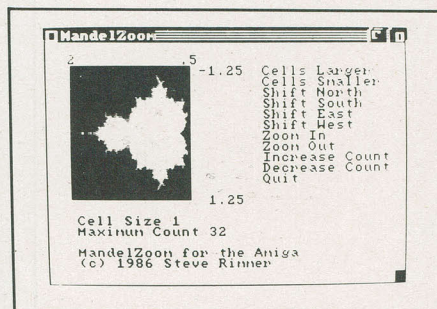 MandelZoom
2 .5
-1.25
Cells Larger
Cells Smaller
Shift North
Shift South
Shift East
Shift West
Zoom In
Zoom Out
Increase Count
Decrease Count
Quit
1.25
Cell Size 1
Maximum Count 32
MandelZoom for the Amiga
(c) 1986 Steve Rimmer